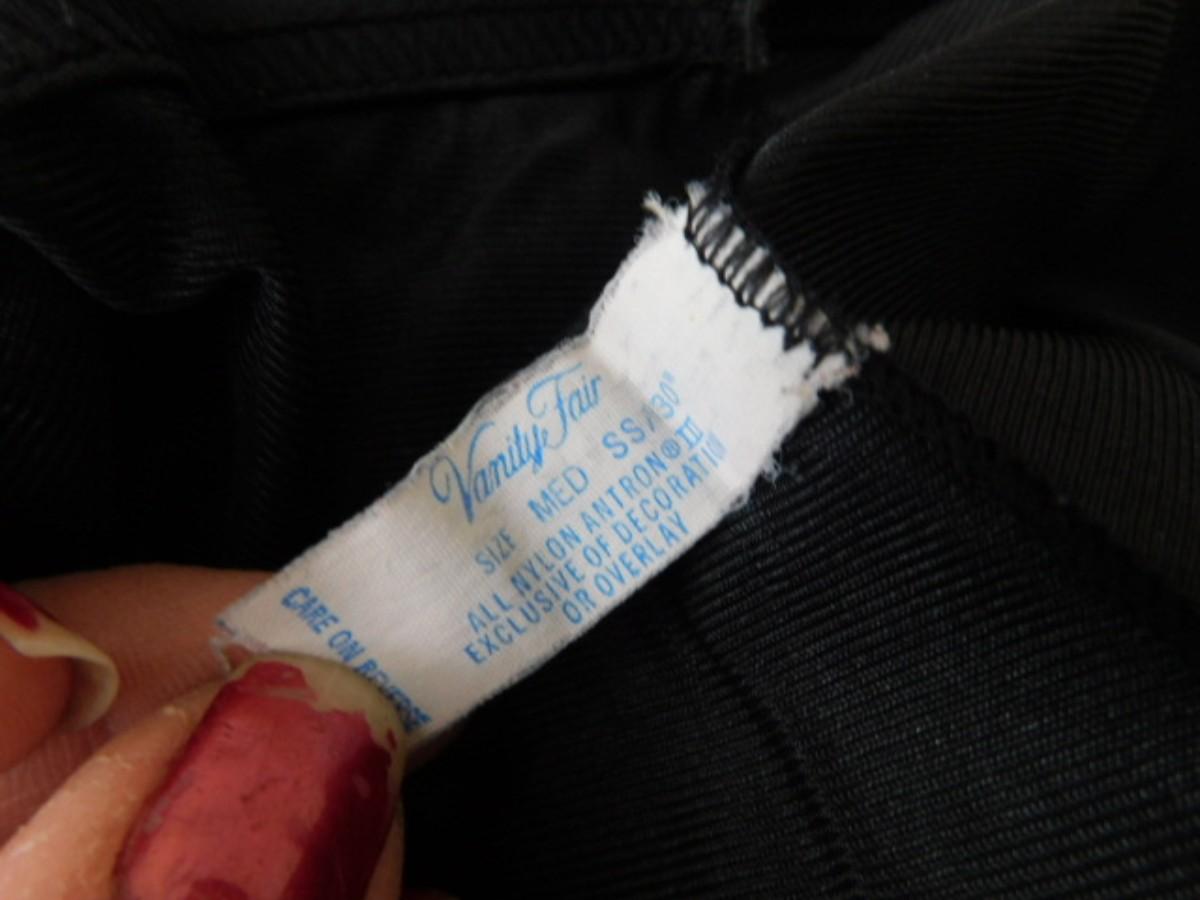 Vanity Fair
SIZE MED SS/30"
ALL NYLON ANTRON® III
EXCLUSIVE OF DECORATION
OR OVERLAY
CARE ON REVERSE